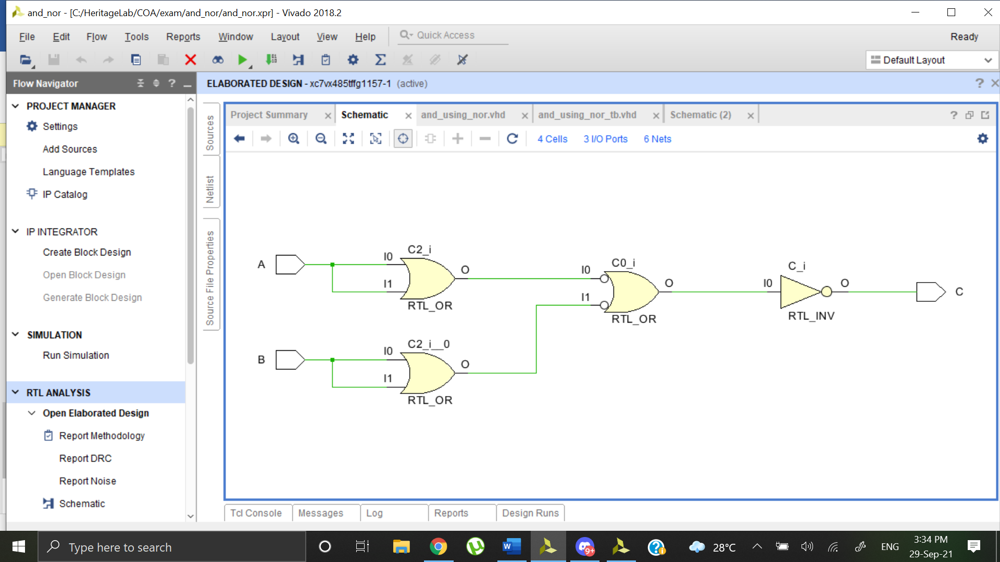 and_nor - [C:/HeritageLab/COA/exam/and_nor/and_nor.xpr] - Vivado 2018.2
File Edit Flow Tools Reports Window Layout View Help Quick Access Ready
Default Layout
Flow Navigator
ELABORATED DESIGN - xc7vx485tffg1157-1 (active)
PROJECT MANAGER
Settings
Add Sources
Language Templates
IP Catalog
IP INTEGRATOR
Create Block Design
Open Block Design
Generate Block Design
SIMULATION
Run Simulation
RTL ANALYSIS
Open Elaborated Design
Report Methodology
Report DRC
Report Noise
Schematic
Sources
Netlist
Source File Properties
Project Summary Schematic and_using_nor.vhd and_using_nor_tb.vhd Schematic (2)
4 Cells 3 I/O Ports 6 Nets
A
I0
I1
C2_i
O
RTL_OR
B
I0
I1
C2_i__0
O
RTL_OR
I0
I1
C0_i
O
RTL_OR
I0
C_i
O
RTL_INV
C
Tcl Console Messages Log Reports Design Runs
Type here to search
9+
28°C
ENG
3:34 PM
29-Sep-21